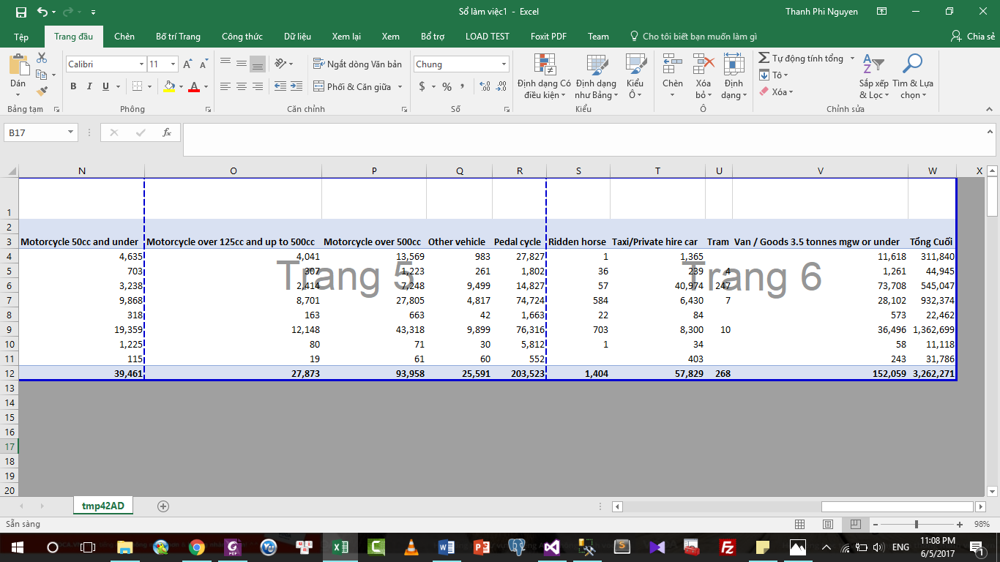 Sổ làm việc1 - Excel
Thanh Phi Nguyen
Tệp Trang đầu Chèn Bố trí Trang Công thức Dữ liệu Xem lại Xem Bổ trợ LOAD TEST Foxit PDF Team Cho tôi biết bạn muốn làm gì Chia sẻ
Calibri 11 Ngắt dòng Văn bản Chung Tự động tính tổng
Dán B I U Phối & Căn giữa $ % Định dạng Có điều kiện Định dạng như Bảng Kiểu Ô Chèn Xóa bỏ Định dạng Tô Xóa Sắp xếp & Lọc Tìm & Lựa chọn
Bảng tạm Phông Căn chỉnh Số Kiểu Ô Chỉnh sửa
B17 fx
N O P Q R S T U V W X
1
2
3 Motorcycle 50cc and under Motorcycle over 125cc and up to 500cc Motorcycle over 500cc Other vehicle Pedal cycle Ridden horse Taxi/Private hire car Tram Van / Goods 3.5 tonnes mgw or under Tổng Cuối
4 4,635 4,041 13,569 983 27,827 1 1,365 11,618 311,840
5 703 307 1,223 261 1,802 36 239 4 1,261 44,945
Trang 5 Trang 6
6 3,238 2,414 7,248 9,499 14,827 57 40,974 247 73,708 545,047
7 9,868 8,701 27,805 4,817 74,724 584 6,430 7 28,102 932,374
8 318 163 663 42 1,663 22 84 573 22,462
9 19,359 12,148 43,318 9,899 76,316 703 8,300 10 36,496 1,362,699
10 1,225 80 71 30 5,812 1 34 58 11,118
11 115 19 61 60 552 403 243 31,786
12 39,461 27,873 93,958 25,591 203,523 1,404 57,829 268 152,059 3,262,271
13
14
15
16
17
18
19
20
tmp42AD
Sẵn sàng
98%
ENG
11:08 PM
6/5/2017